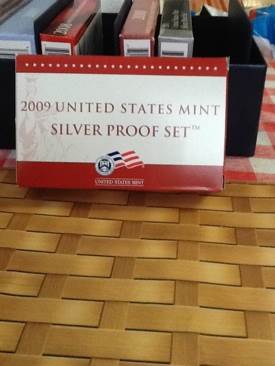 2009 UNITED STATES MINT
SILVER PROOF SET™
UNITED STATES MINT